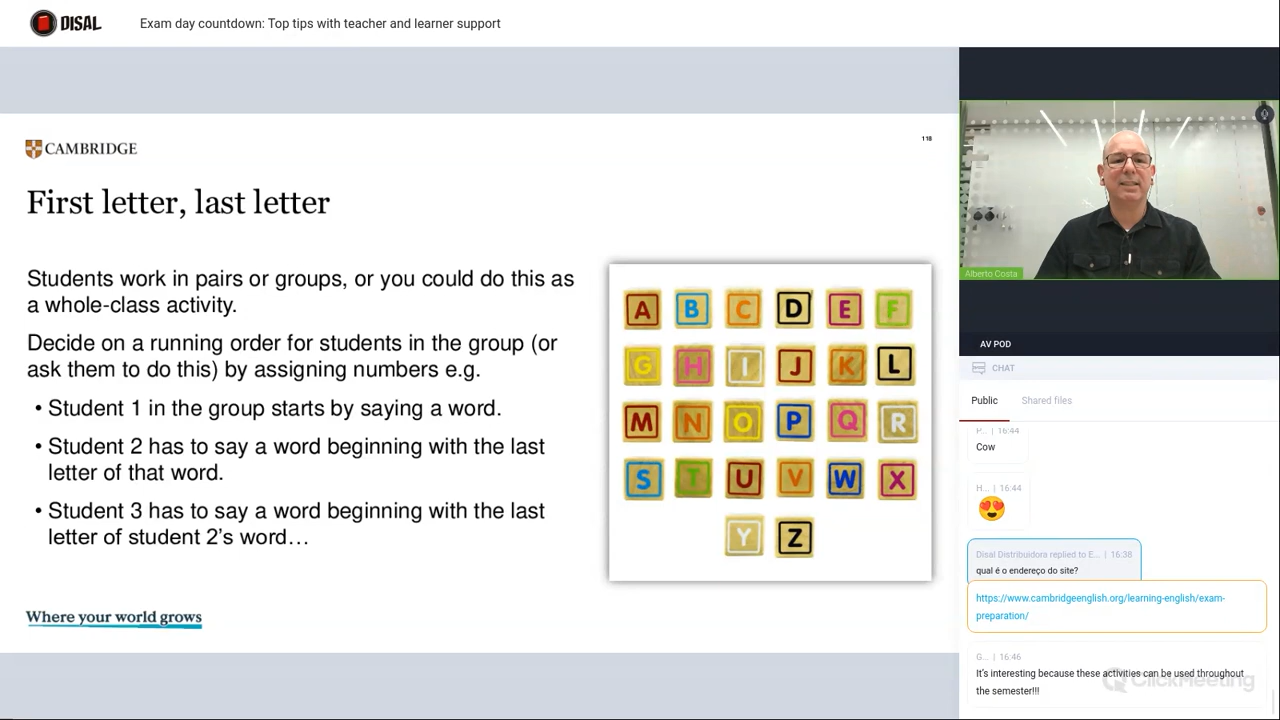 DISAL
Exam day countdown: Top tips with teacher and learner support
CAMBRIDGE
118
First letter, last letter
Students work in pairs or groups, or you could do this as
a whole-class activity.
Decide on a running order for students in the group (or
ask them to do this) by assigning numbers e.g.
• Student 1 in the group starts by saying a word.
• Student 2 has to say a word beginning with the last
letter of that word.
• Student 3 has to say a word beginning with the last
letter of student 2's word…
A B C D E F
G H I J K L
M N O P Q R
S T U V W X
Y Z
Where your world grows
Alberto Costa
AV POD
CHAT
Public Shared files
P... | 16:44
Cow
H... | 16:44
Disal Distribuidora replied to E... | 16:38
qual é o endereço do site?
https://www.cambridgeenglish.org/learning-english/exam-
preparation/
G... | 16:46
It's interesting because these activities can be used throughout
the semester!!!
ClickMeeting